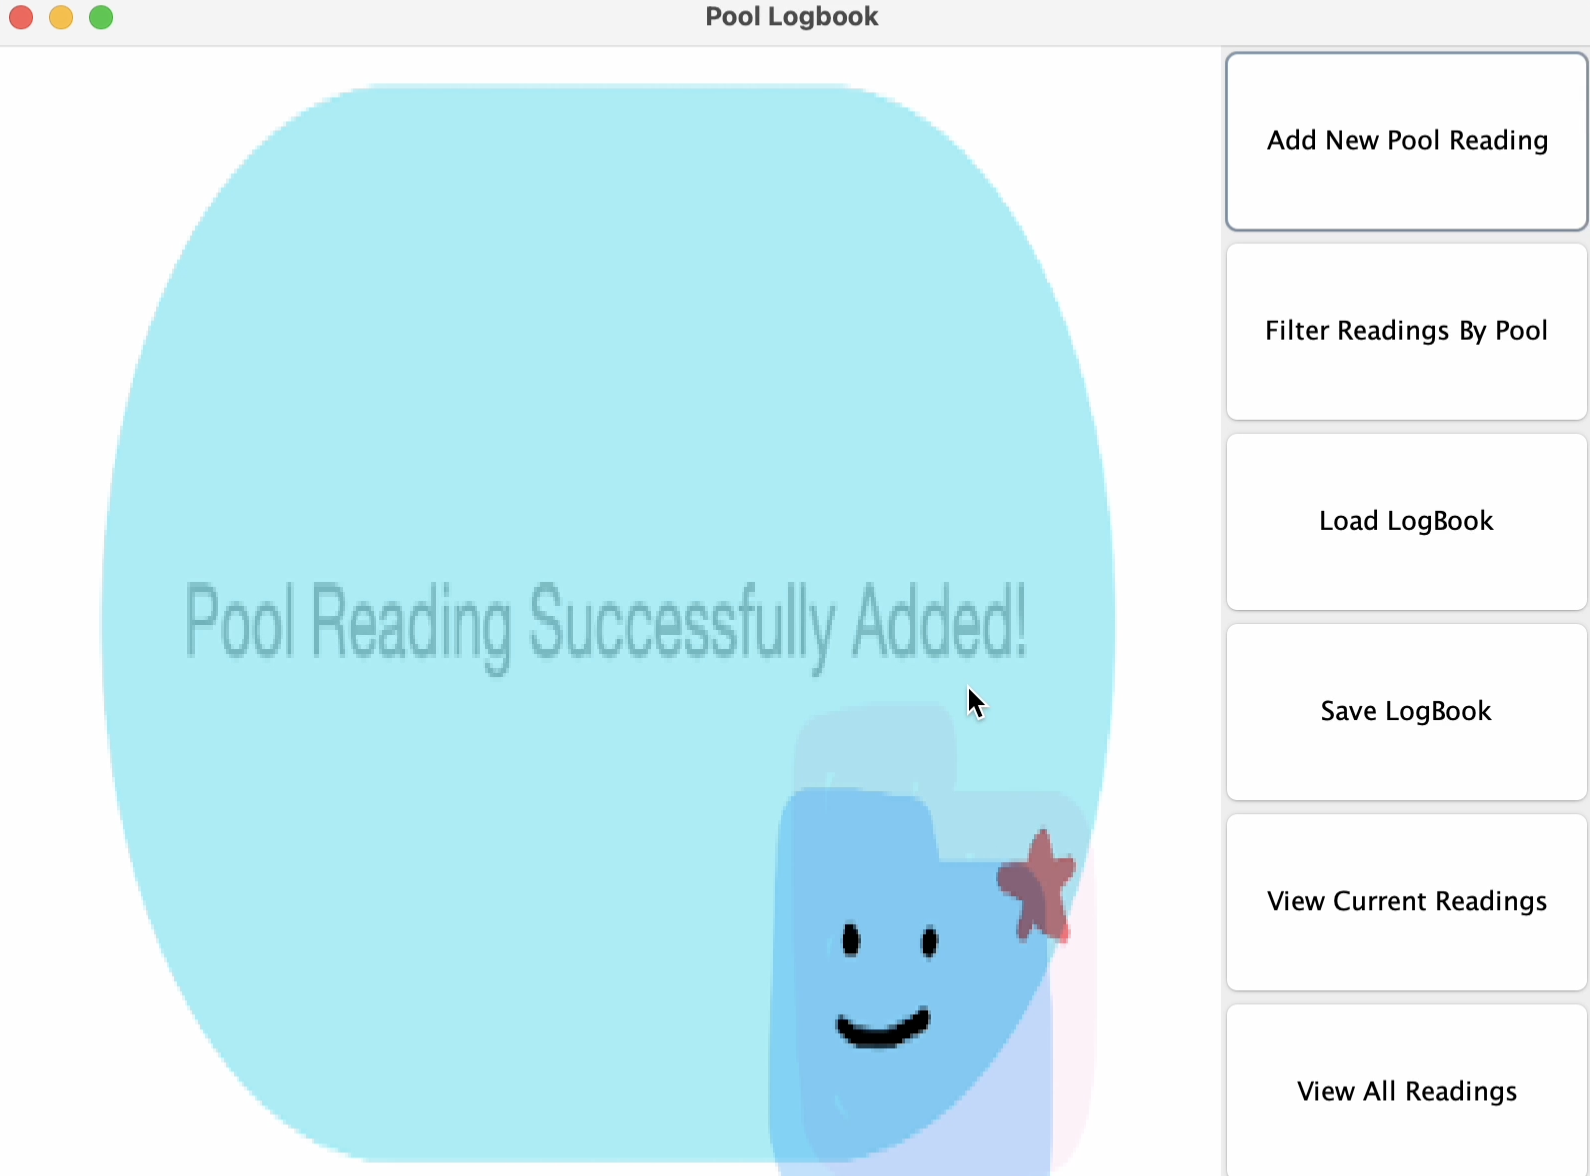 Pool Logbook
Pool Reading Successfully Added!
Add New Pool Reading
Filter Readings By Pool
Load LogBook
Save LogBook
View Current Readings
View All Readings